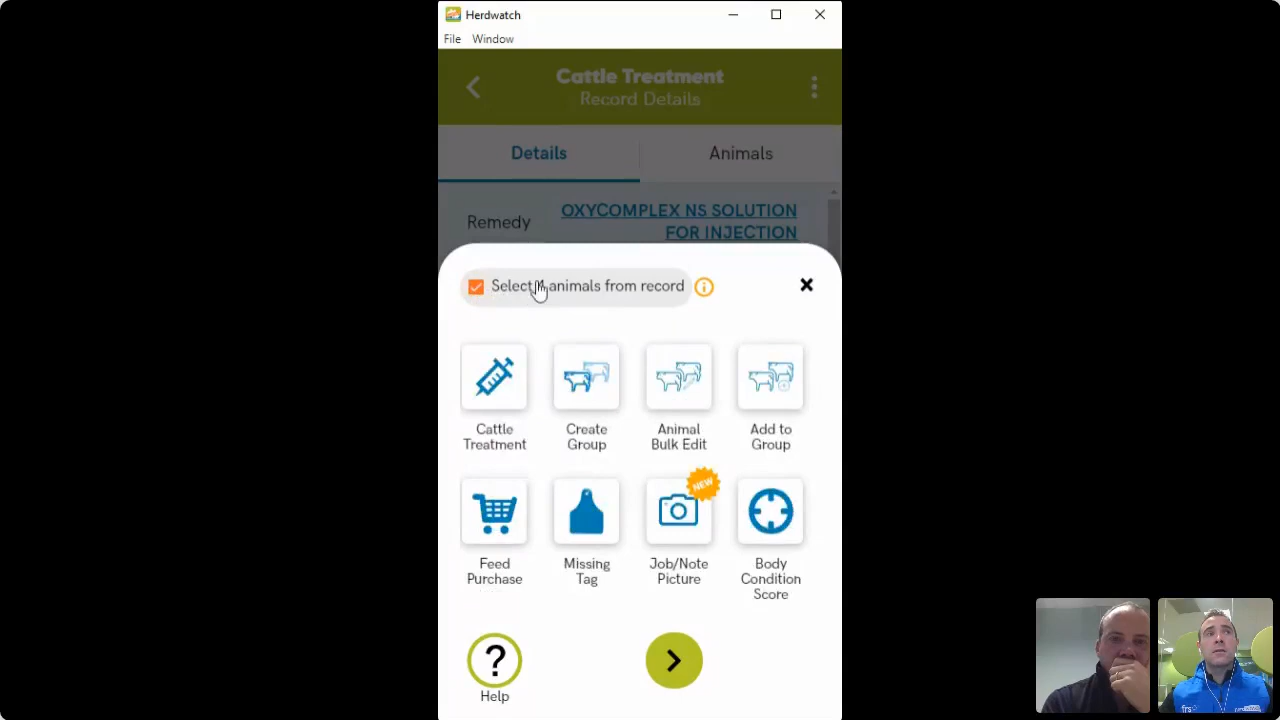 Herdwatch
File Window
Cattle Treatment
Record Details
Details Animals
Remedy OXYCOMPLEX NS SOLUTION
FOR INJECTION
Select animals from record
Cattle Treatment
Create Group
Animal Bulk Edit
Add to Group
Feed Purchase
NEW
Missing Tag
Job/Note Picture
Body Condition Score
?
Help